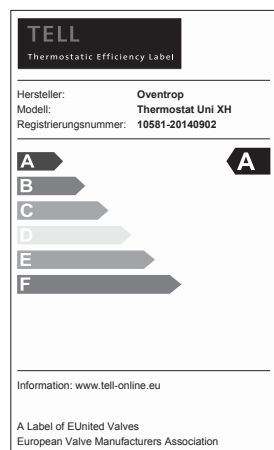 TELL
Thermostatic Efficiency Label
Hersteller: Oventrop
Modell: Thermostat Uni XH
Registrierungsnummer: 10581-20140902
A A
B
C
D
E
F
Information: www.tell-online.eu
A Label of EUnited Valves
European Valve Manufacturers Association